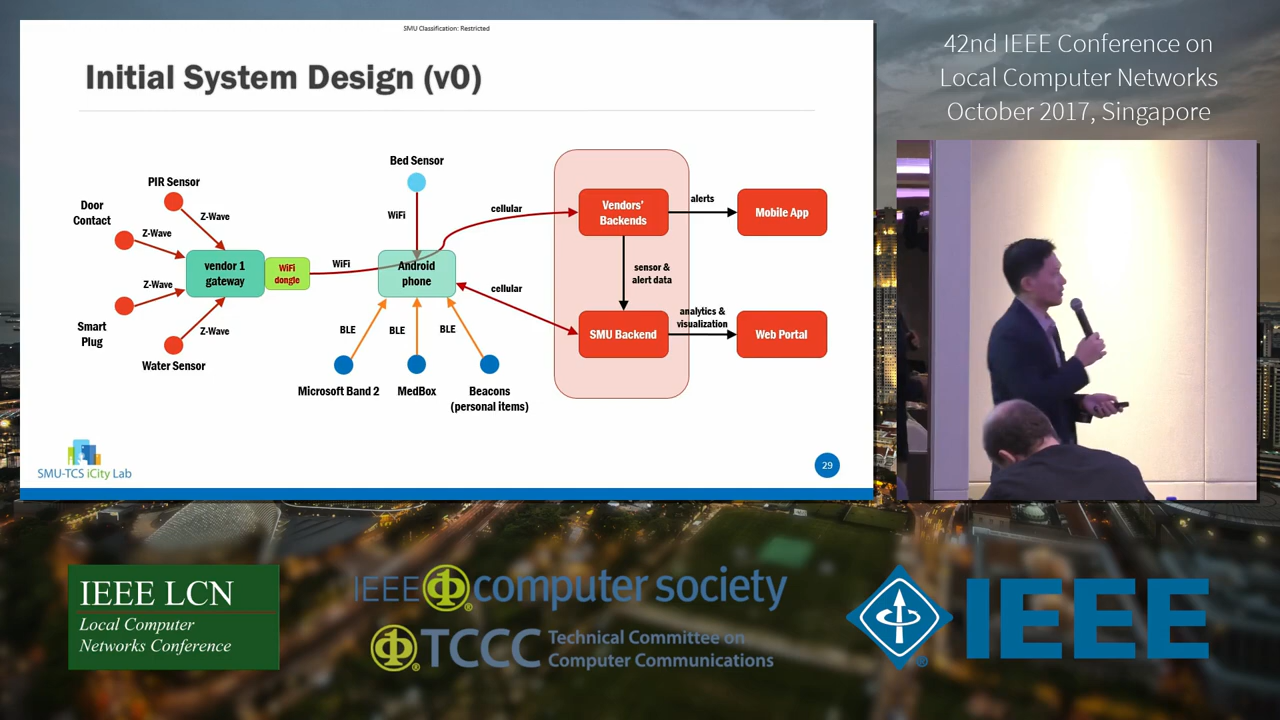 SMU Classification: Restricted
Initial System Design (v0)
42nd IEEE Conference on
Local Computer Networks
October 2017, Singapore
Bed Sensor
PIR Sensor
Door
Contact
Z-Wave
Z-Wave
WiFi
cellular
Vendors'
Backends
alerts
Mobile App
vendor 1
gateway
WiFi
dongle
WiFi
Android
phone
sensor &
alert data
Z-Wave
cellular
analytics &
visualization
Smart
Plug
Z-Wave
BLE
BLE
BLE
SMU Backend
Web Portal
Water Sensor
Microsoft Band 2
MedBox
Beacons
(personal items)
SMU-TCS iCity Lab
29
IEEE LCN
Local Computer
Networks Conference
IEEE computer society
TCCC Technical Committee on
Computer Communications
IEEE